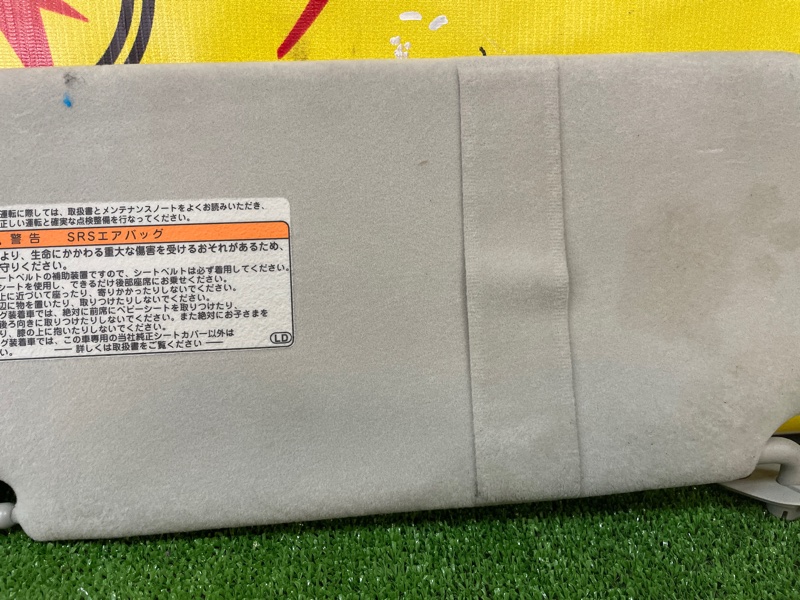 運転に際しては、取扱書とメンテナンスノートをよくお読みいただき、
正しい運転と確実な点検整備を行なってください。
警告 SRSエアバッグ
より、生命にかかわる重大な傷害を受けるおそれがあるため、
守りください。
ートベルトの補助装置ですので、シートベルトは必ず着用してください。
シートを使用し、できるだけ後部座席にお乗せください。
上に近づいて座ったり、寄りかかったりしないでください。
辺に物を置いたり、取りつけたりしないでください。
グ装着車では、絶対に前席にベビーシートを取りつけたり、
後ろ向きに取りつけたりしないでください。また絶対にお子さまを
り、膝の上に抱いたりしないでください。
グ装着車では、この車専用の当社純正シートカバー以外は
い。 ── 詳しくは取扱書をご覧ください ──
LD